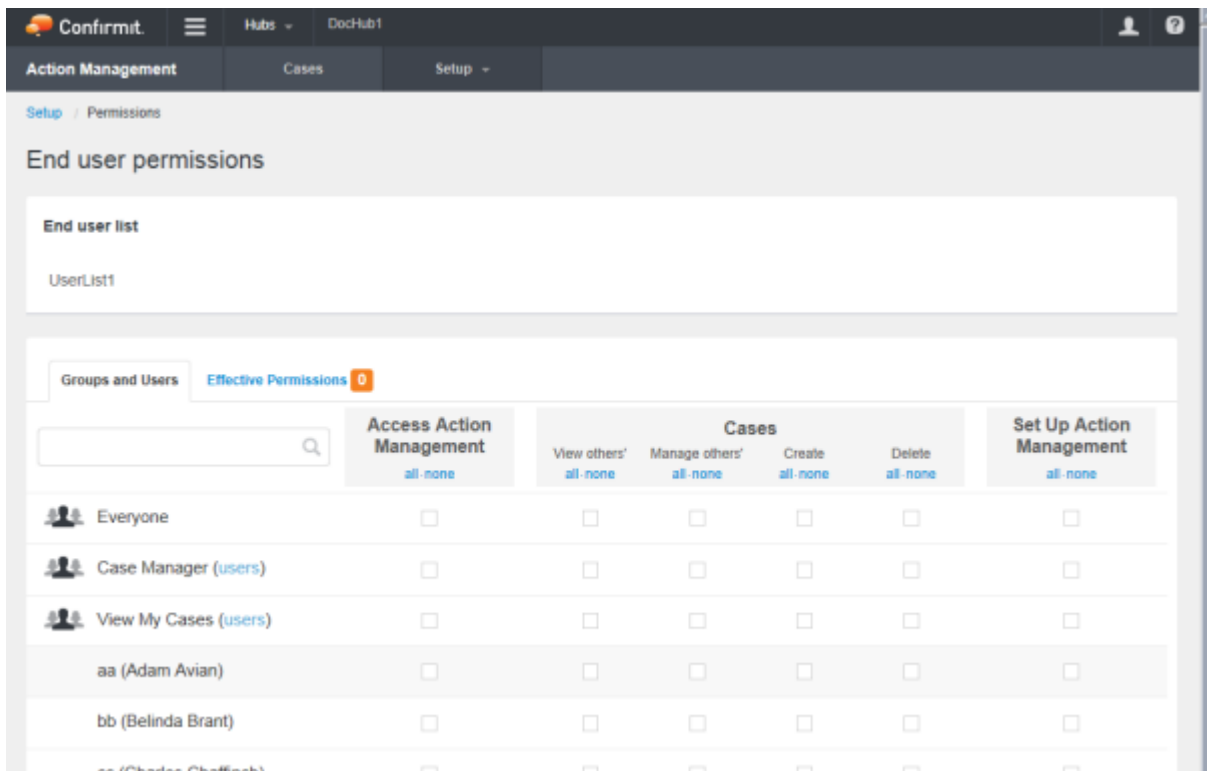 Confirmit. Hubs DocHub1
Action Management Cases Setup
Setup / Permissions
End user permissions
End user list
UserList1
Groups and Users Effective Permissions 0
Access Action Management Cases Set Up Action Management
View others' Manage others' Create Delete
all-none all-none all-none all-none all-none all-none
Everyone
Case Manager (users)
View My Cases (users)
aa (Adam Avian)
bb (Belinda Brant)